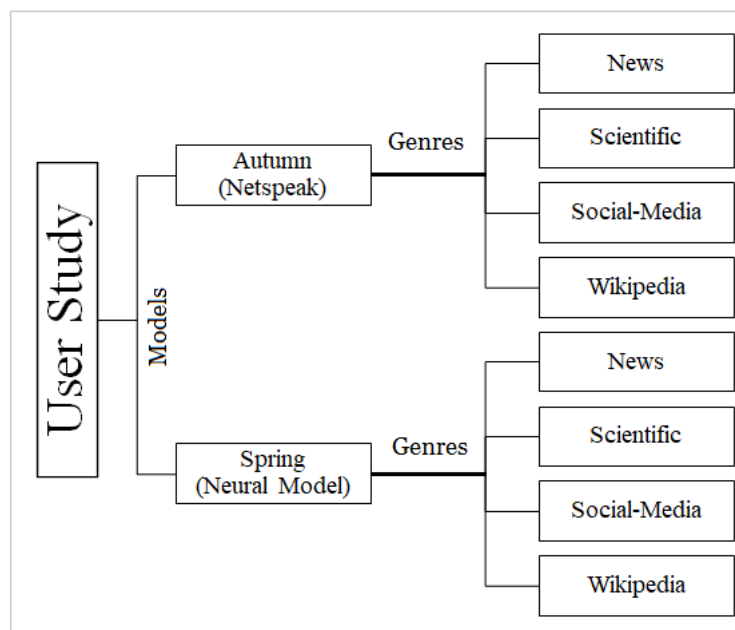 User Study
Models
Autumn
(Netspeak)
Genres
News
Scientific
Social-Media
Wikipedia
Spring
(Neural Model)
Genres
News
Scientific
Social-Media
Wikipedia